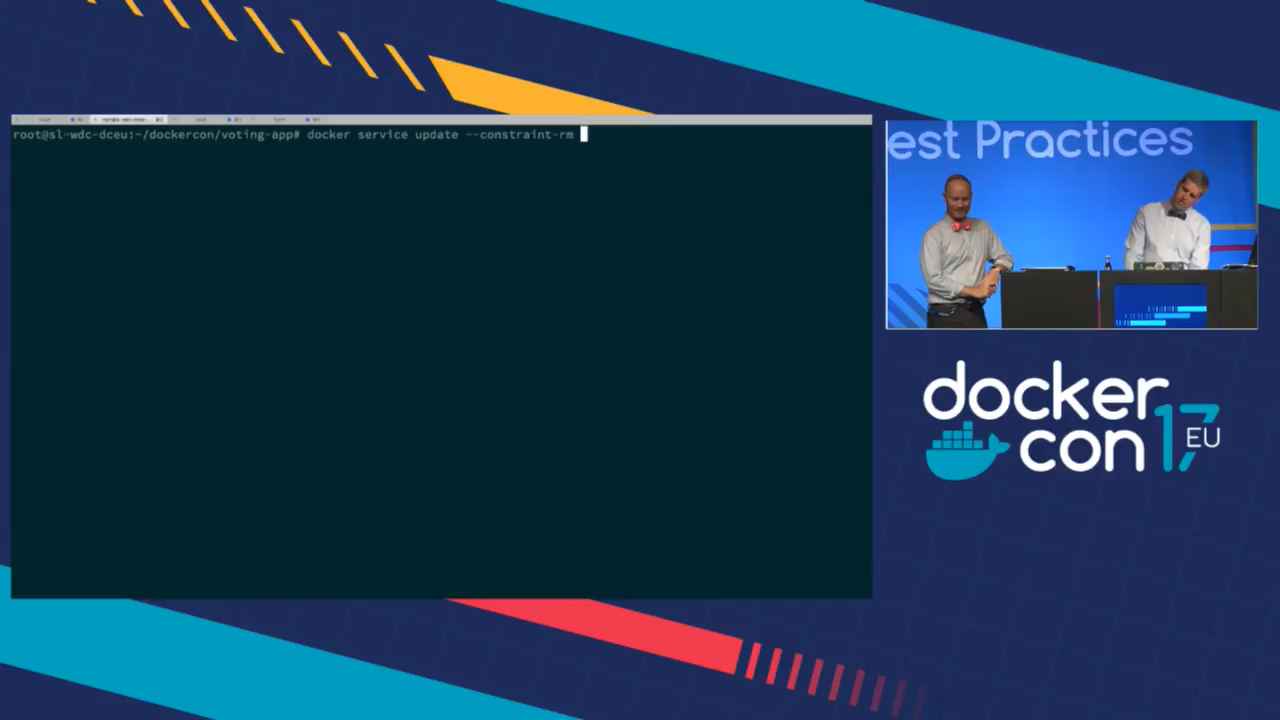 root@sl-wdc-dceu:~/dockercon/voting-app# docker service update --constraint-rm
est Practices
docker
con 17 EU